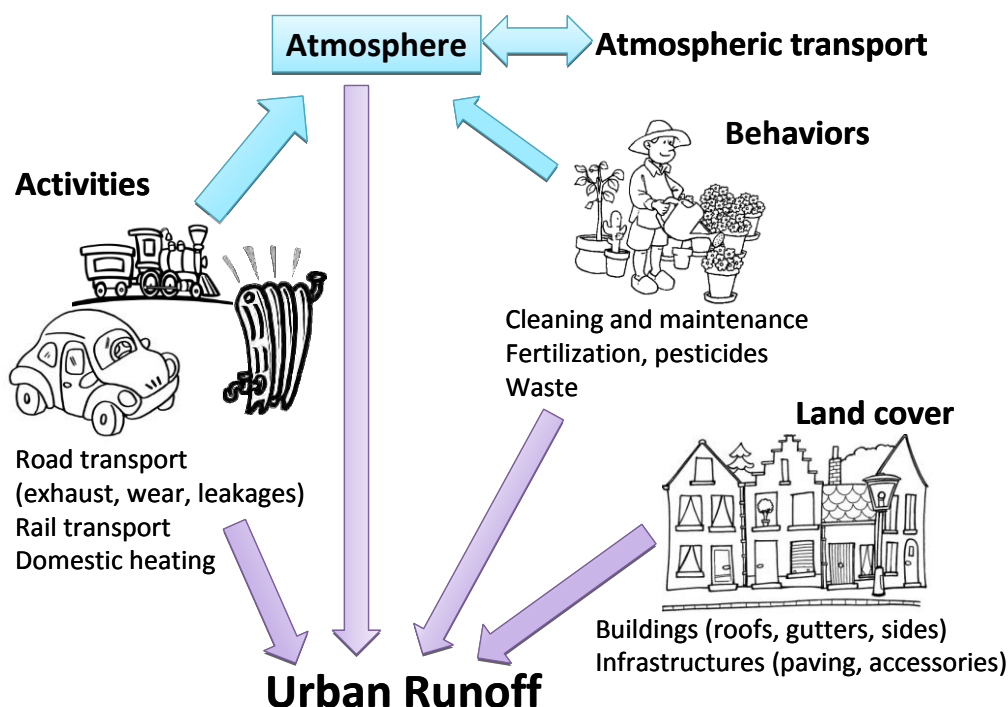 Atmosphere
Atmospheric transport
Behaviors
Activities
Cleaning and maintenance
Fertilization, pesticides
Waste
Land cover
Road transport
(exhaust, wear, leakages)
Rail transport
Domestic heating
Buildings (roofs, gutters, sides)
Infrastructures (paving, accessories)
Urban Runoff